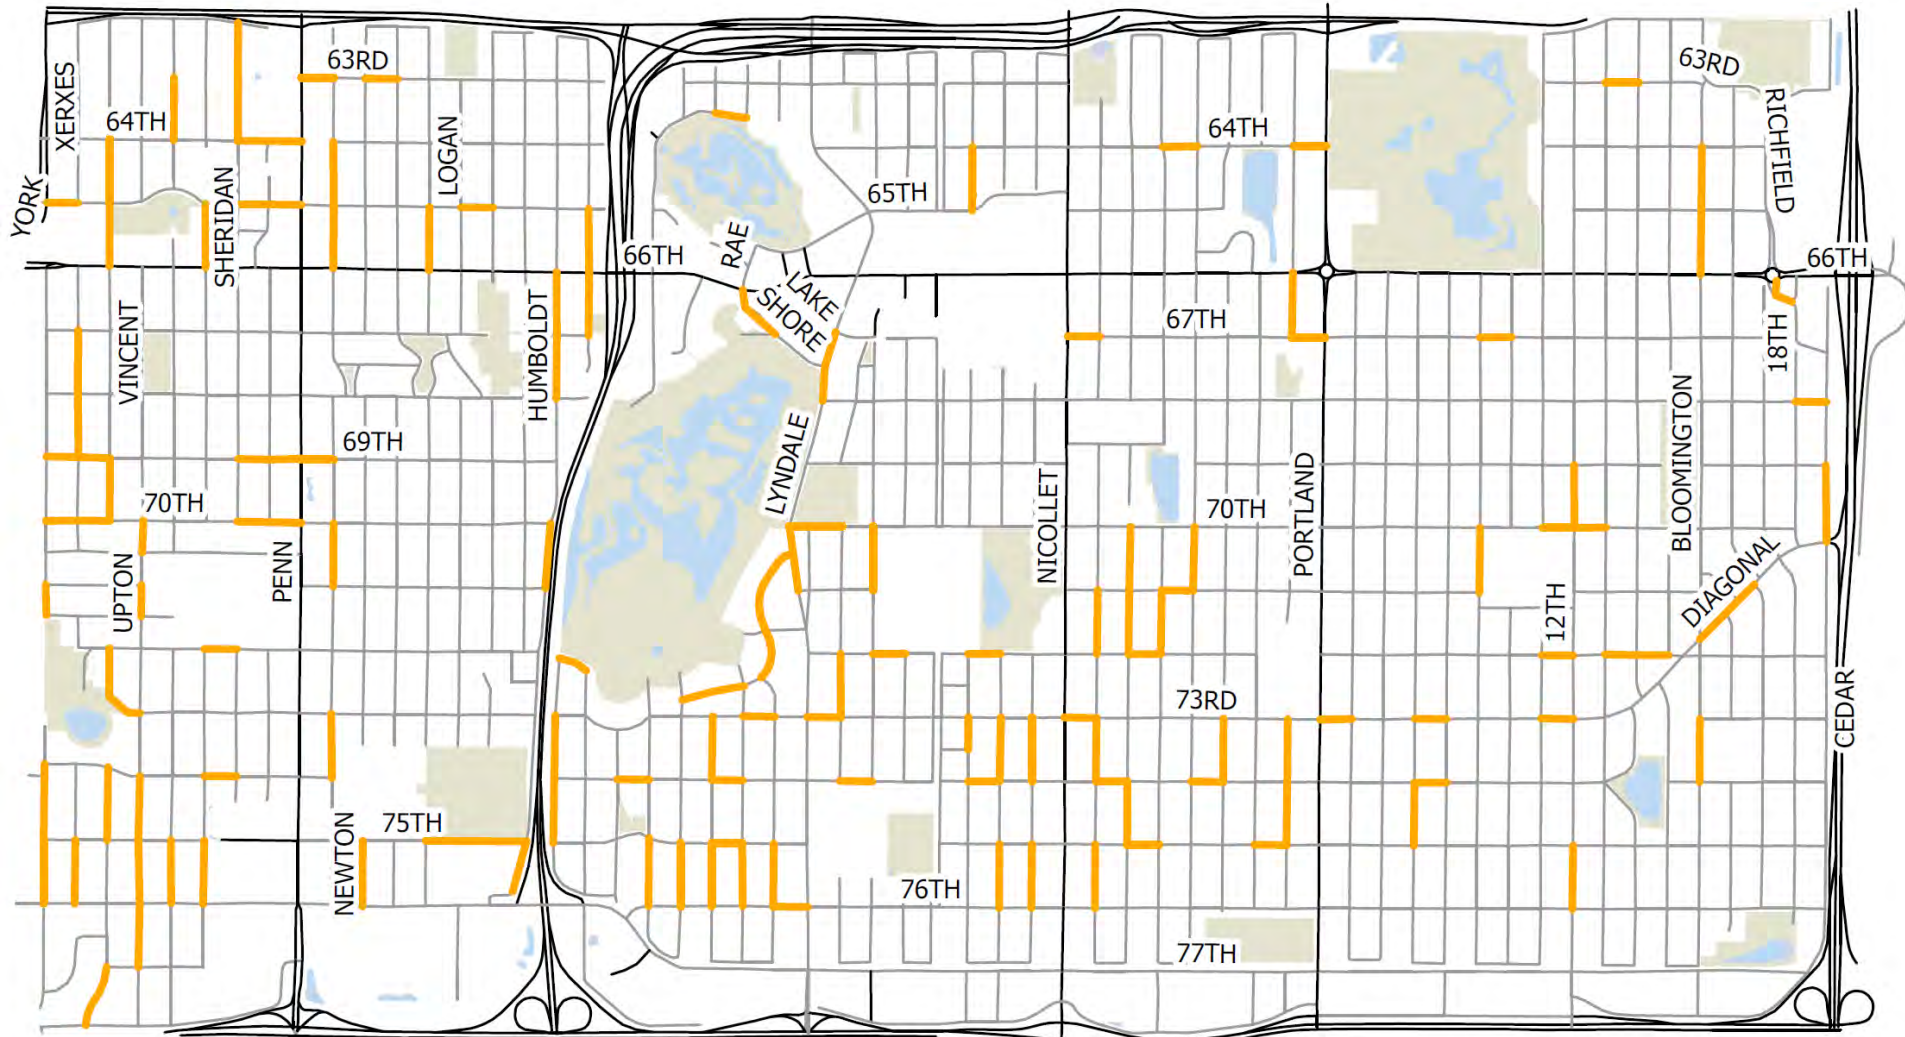 63RD
63RD
XERXES
64TH
RICHFIELD
64TH
LOGAN
YORK
65TH
SHERIDAN
RAE
66TH
66TH
LAKE
SHORE
VINCENT
HUMBOLDT
67TH
18TH
69TH
LYNDALE
BLOOMINGTON
NICOLLET
PORTLAND
70TH
70TH
UPTON
PENN
DIAGONAL
12TH
73RD
CEDAR
75TH
NEWTON
76TH
77TH